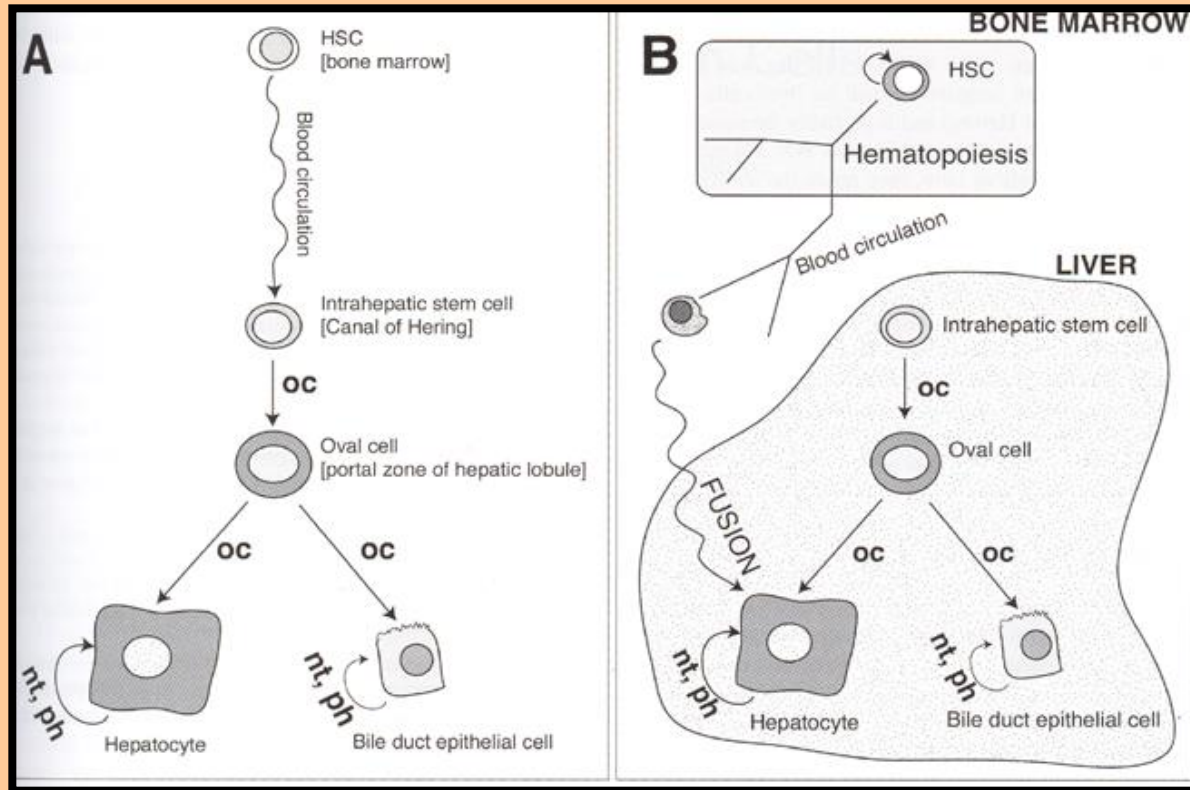 A
HSC
[bone marrow]
Blood circulation
Intrahepatic stem cell
[Canal of Hering]
oc
Oval cell
[portal zone of hepatic lobule]
oc
oc
nt, ph
nt, ph
Hepatocyte
Bile duct epithelial cell
BONE MARROW
B
HSC
Hematopoiesis
Blood circulation
LIVER
Intrahepatic stem cell
oc
Oval cell
FUSION
oc
oc
nt, ph
nt, ph
Hepatocyte
Bile duct epithelial cell